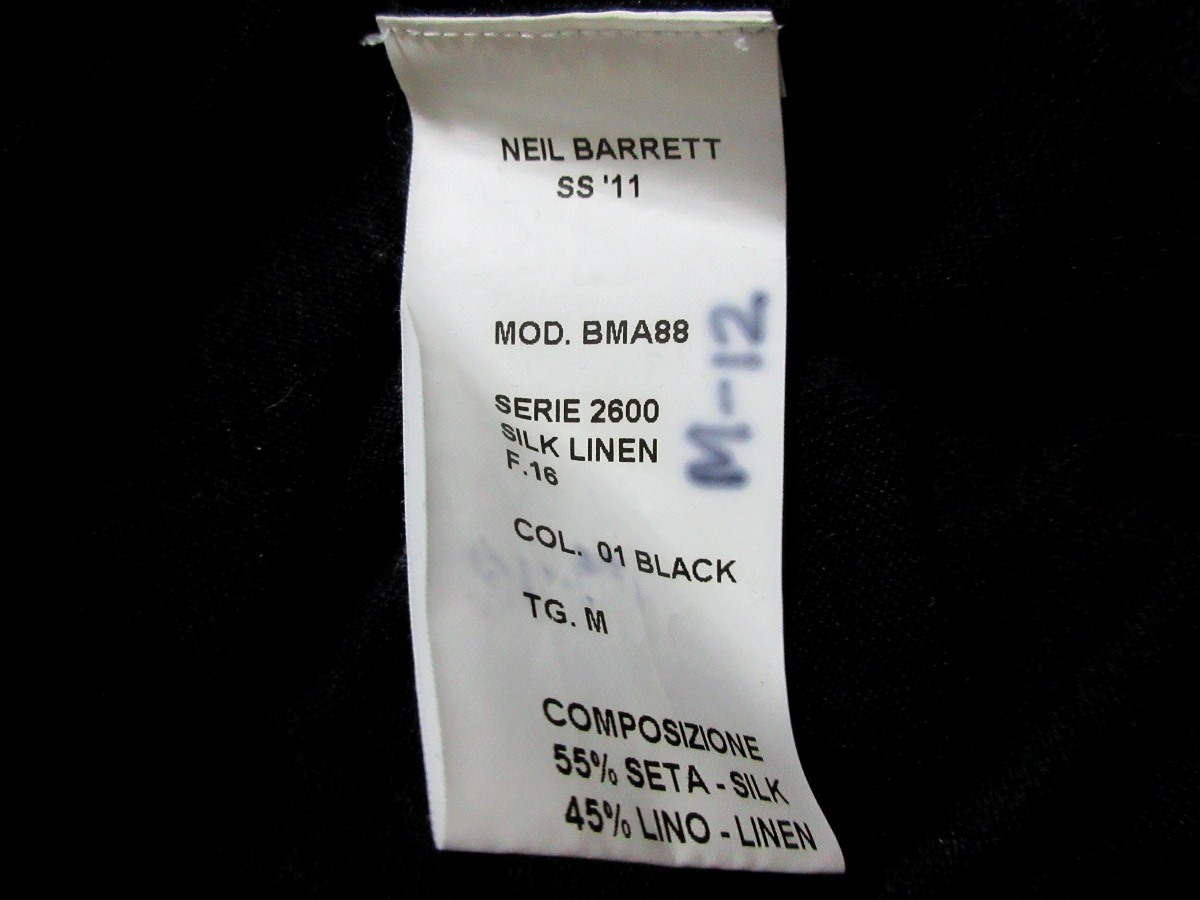 NEIL BARRETT
SS '11
MOD. BMA88
SERIE 2600
SILK LINEN
F.16
COL. 01 BLACK
TG. M
COMPOSIZIONE
55% SETA - SILK
45% LINO - LINEN
M-12